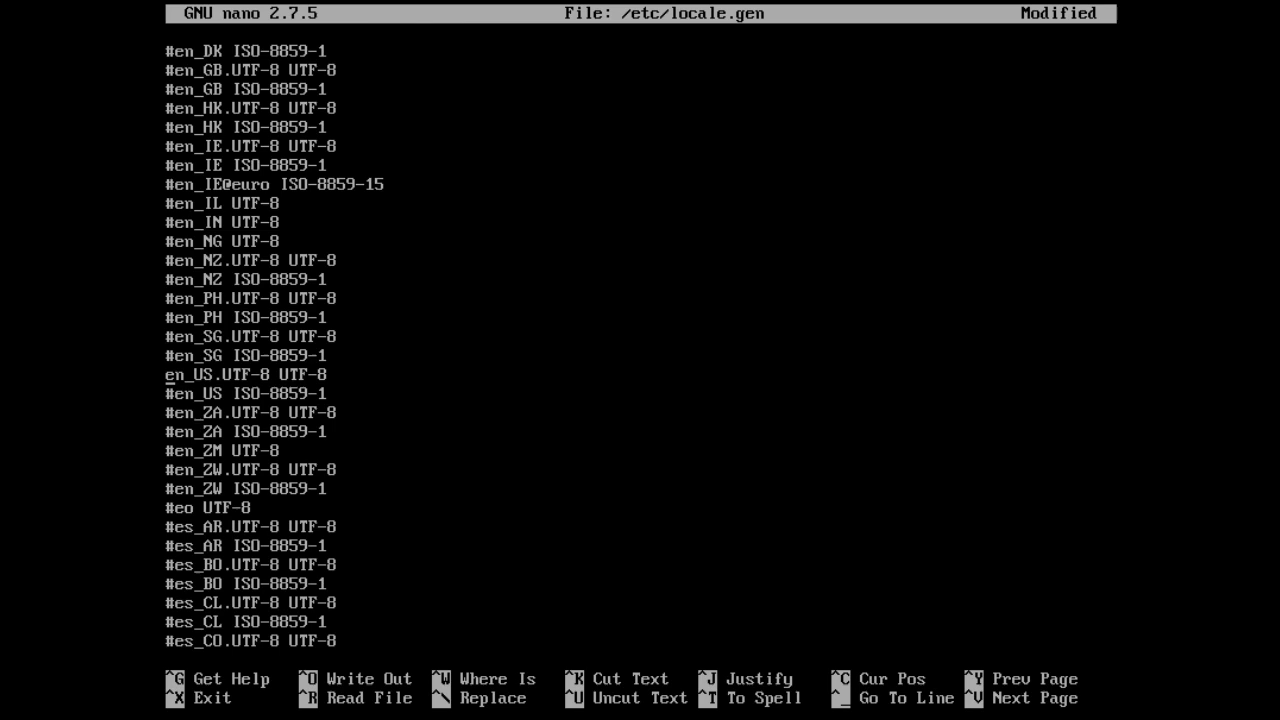 GNU nano 2.7.5 File: /etc/locale.gen Modified
#en_DK ISO-8859-1
#en_GB.UTF-8 UTF-8
#en_GB ISO-8859-1
#en_HK.UTF-8 UTF-8
#en_HK ISO-8859-1
#en_IE.UTF-8 UTF-8
#en_IE ISO-8859-1
#en_IE@euro ISO-8859-15
#en_IL UTF-8
#en_IN UTF-8
#en_NG UTF-8
#en_NZ.UTF-8 UTF-8
#en_NZ ISO-8859-1
#en_PH.UTF-8 UTF-8
#en_PH ISO-8859-1
#en_SG.UTF-8 UTF-8
#en_SG ISO-8859-1
en_US.UTF-8 UTF-8
#en_US ISO-8859-1
#en_ZA.UTF-8 UTF-8
#en_ZA ISO-8859-1
#en_ZM UTF-8
#en_ZW.UTF-8 UTF-8
#en_ZW ISO-8859-1
#eo UTF-8
#es_AR.UTF-8 UTF-8
#es_AR ISO-8859-1
#es_BO.UTF-8 UTF-8
#es_BO ISO-8859-1
#es_CL.UTF-8 UTF-8
#es_CL ISO-8859-1
#es_CO.UTF-8 UTF-8
^G Get Help ^O Write Out ^W Where Is ^K Cut Text ^J Justify ^C Cur Pos ^Y Prev Page
^X Exit ^R Read File ^\ Replace ^U Uncut Text ^T To Spell ^_ Go To Line ^V Next Page